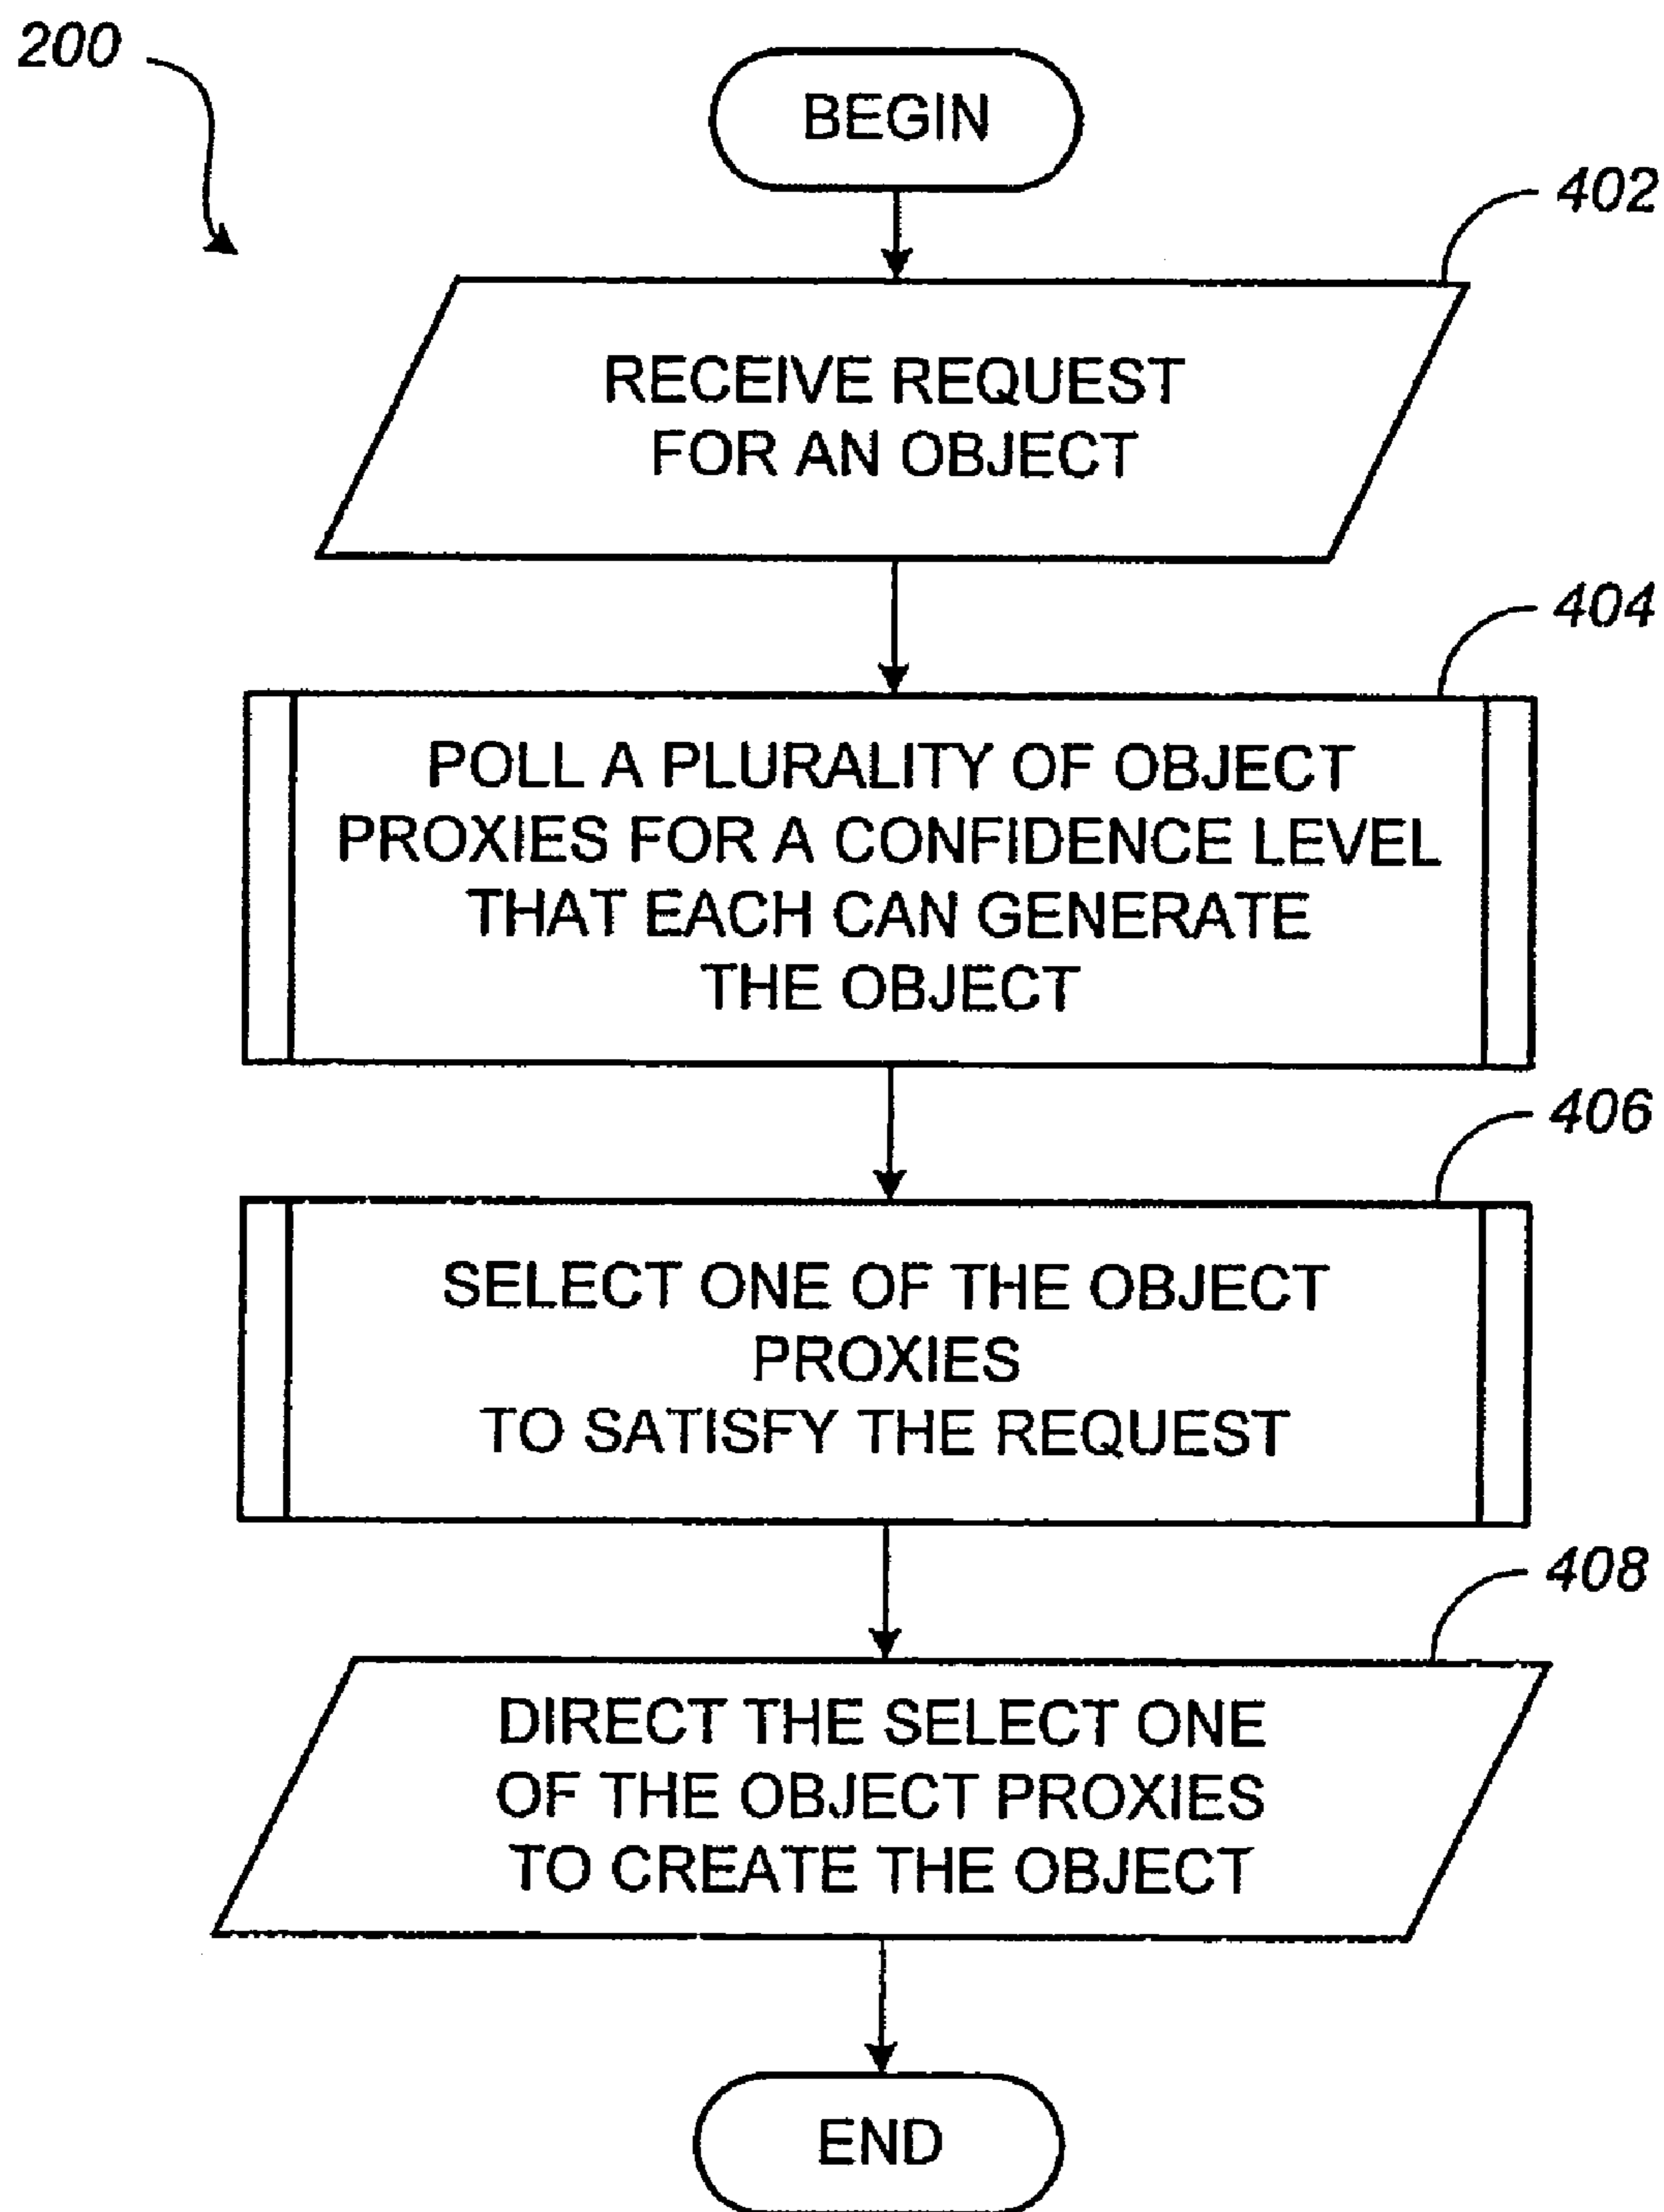 200
BEGIN
402
RECEIVE REQUEST
FOR AN OBJECT
404
POLL A PLURALITY OF OBJECT
PROXIES FOR A CONFIDENCE LEVEL
THAT EACH CAN GENERATE
THE OBJECT
406
SELECT ONE OF THE OBJECT
PROXIES
TO SATISFY THE REQUEST
408
DIRECT THE SELECT ONE
OF THE OBJECT PROXIES
TO CREATE THE OBJECT
END